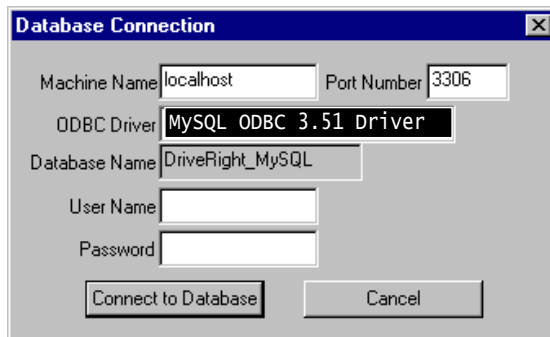 Database Connection
Machine Name localhost Port Number 3306
ODBC Driver MySQL ODBC 3.51 Driver
Database Name DriveRight_MySQL
User Name
Password
Connect to Database Cancel